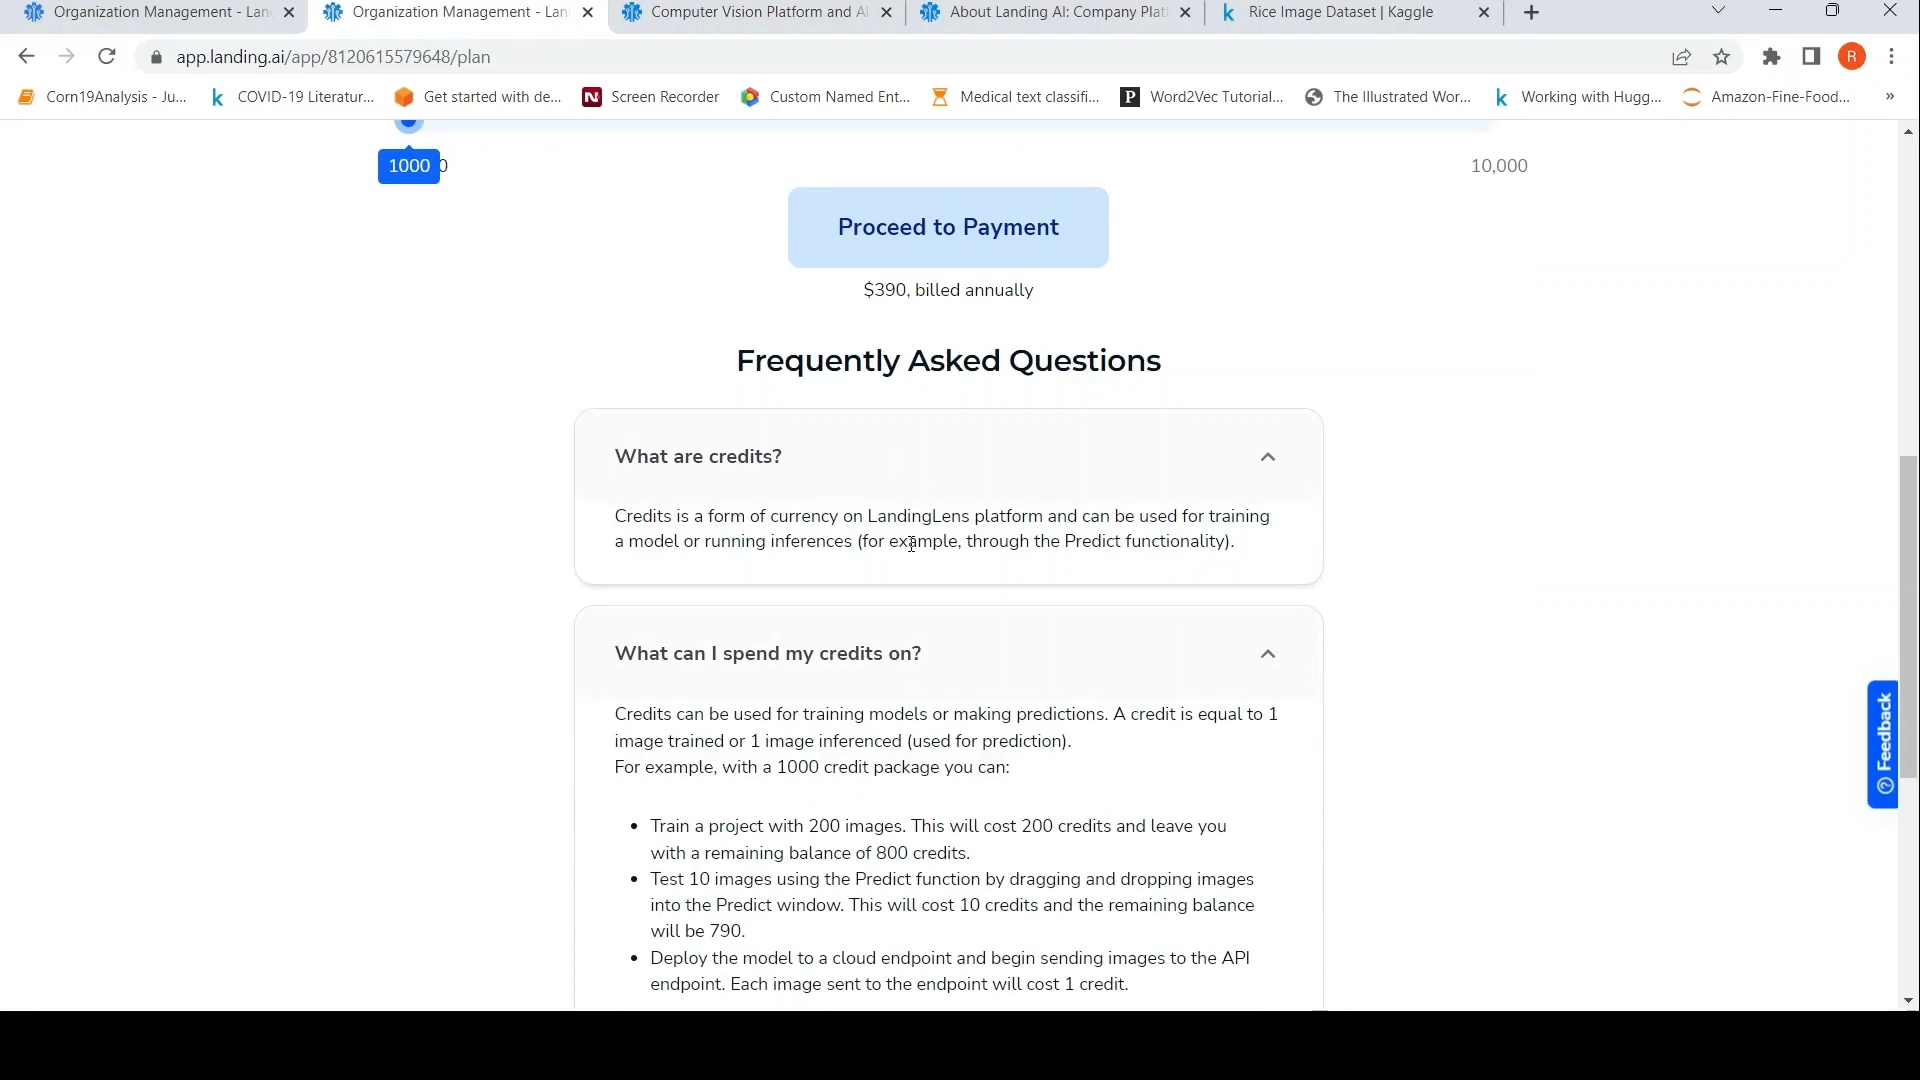 Organization Management - Lan
Organization Management - Lan
Computer Vision Platform and A
About Landing AI: Company Plat
Rice Image Dataset | Kaggle
app.landing.ai/app/8120615579648/plan
R
Corn19Analysis - Ju...
COVID-19 Literatur...
Get started with de...
Screen Recorder
Custom Named Ent...
Medical text classifi...
Word2Vec Tutorial...
The Illustrated Wor...
Working with Hugg...
Amazon-Fine-Food...
»
1000
0
10,000
Proceed to Payment
$390, billed annually
Frequently Asked Questions
What are credits?
Credits is a form of currency on LandingLens platform and can be used for training
a model or running inferences (for example, through the Predict functionality).
What can I spend my credits on?
Credits can be used for training models or making predictions. A credit is equal to 1
image trained or 1 image inferenced (used for prediction).
For example, with a 1000 credit package you can:
• Train a project with 200 images. This will cost 200 credits and leave you
with a remaining balance of 800 credits.
• Test 10 images using the Predict function by dragging and dropping images
into the Predict window. This will cost 10 credits and the remaining balance
will be 790.
• Deploy the model to a cloud endpoint and begin sending images to the API
endpoint. Each image sent to the endpoint will cost 1 credit.
Feedback